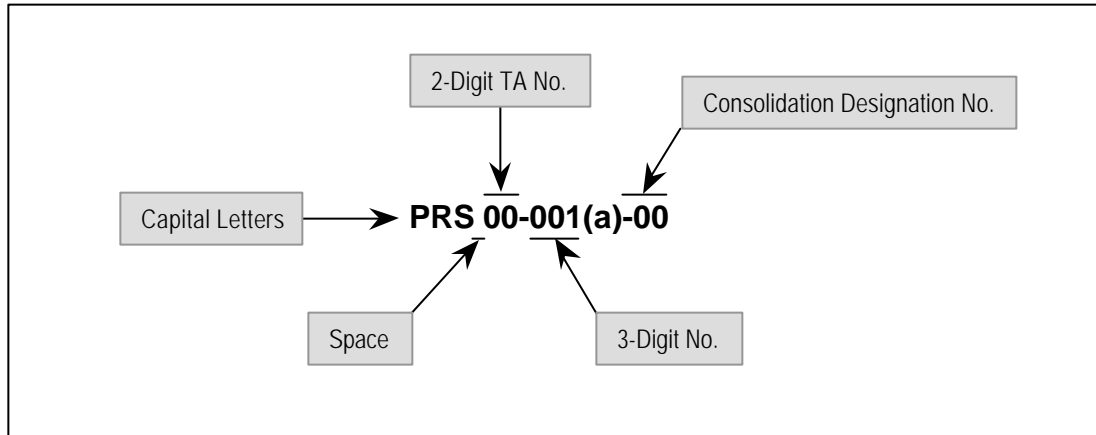 2-Digit TA No.
Consolidation Designation No.
Capital Letters
PRS 00-001(a)-00
Space
3-Digit No.